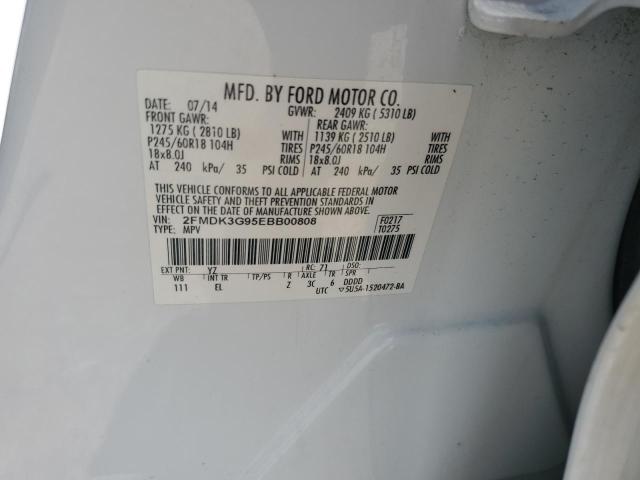 MFD. BY FORD MOTOR CO.
DATE: 07/14 GVWR: 2409 KG ( 5310 LB)
FRONT GAWR: REAR GAWR:
1275 KG ( 2810 LB) WITH 1139 KG ( 2510 LB) WITH
P245/60R18 104H TIRES P245/60R18 104H TIRES
18x8.0J RIMS 18x8.0J RIMS
AT 240 kPa/ 35 PSI COLD AT 240 kPa/ 35 PSI COLD
THIS VEHICLE CONFORMS TO ALL APPLICABLE FEDERAL MOTOR
VEHICLE SAFETY AND BUMPER STANDARDS IN
EFFECT ON THE DATE OF MANUFACTURE SHOWN ABOVE.
VIN: 2FMDK3G95EBB00808 F0217
TYPE: MPV T0275
EXT PNT: YZ RC: 71 DSO:
WB INT TR TP/PS R AXLE TR SPR
111 EL Z 3C 6 DDDD
UTC ▽5U5A-1520472-BA